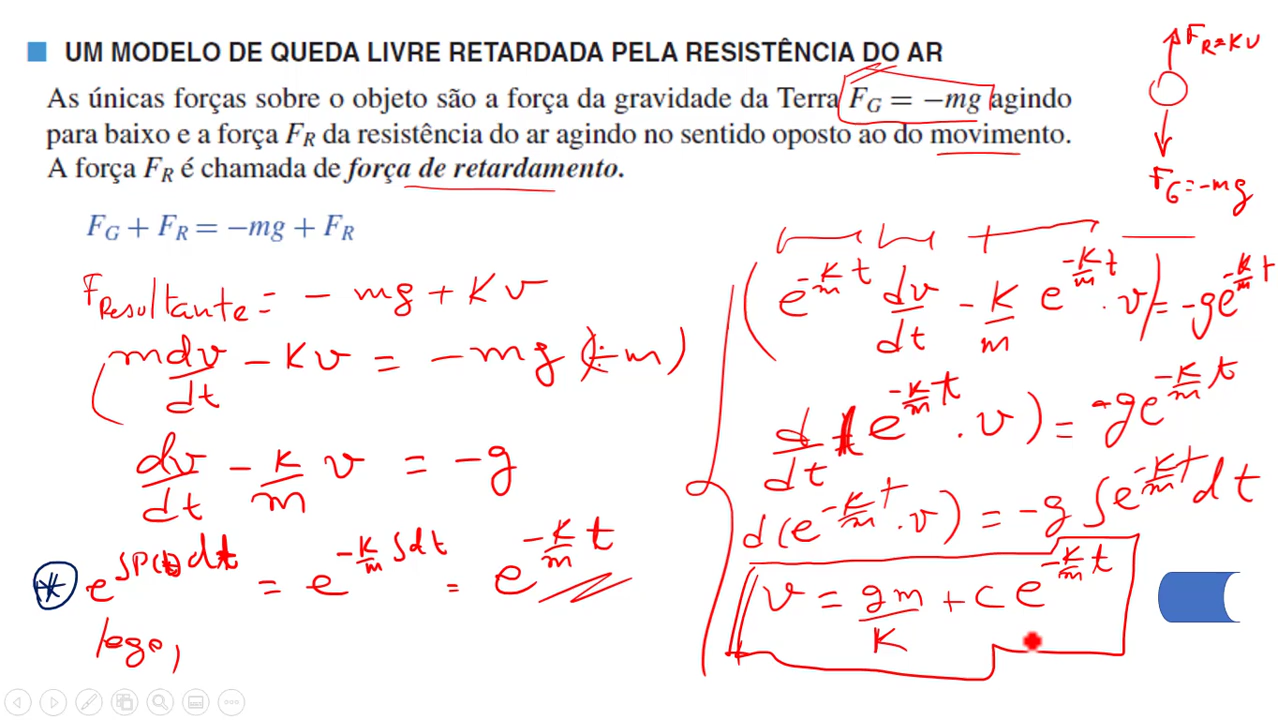 UM MODELO DE QUEDA LIVRE RETARDADA PELA RESISTÊNCIA DO AR
As únicas forças sobre o objeto são a força da gravidade da Terra F_G = −mg agindo
para baixo e a força F_R da resistência do ar agindo no sentido oposto ao do movimento.
A força F_R é chamada de força de retardamento.
F_G + F_R = −mg + F_R
F_Resultante = − mg + Kv
m dv/dt − Kv = − mg (÷m)
dv/dt − K/m v = −g
* e^{∫P(t)dt} = e^{−K/m ∫dt} = e^{−K/m t}
logo,
F_R = Kv
F_G = −mg
(e^{−K/m t} dv/dt − K/m e^{−K/m t} · v) = −g e^{−K/m t}
d/dt (e^{−K/m t} · v) = −g e^{−K/m t}
d(e^{−K/m t} · v) = −g ∫e^{−K/m t} dt
v = gm/K + c e^{−K/m t}